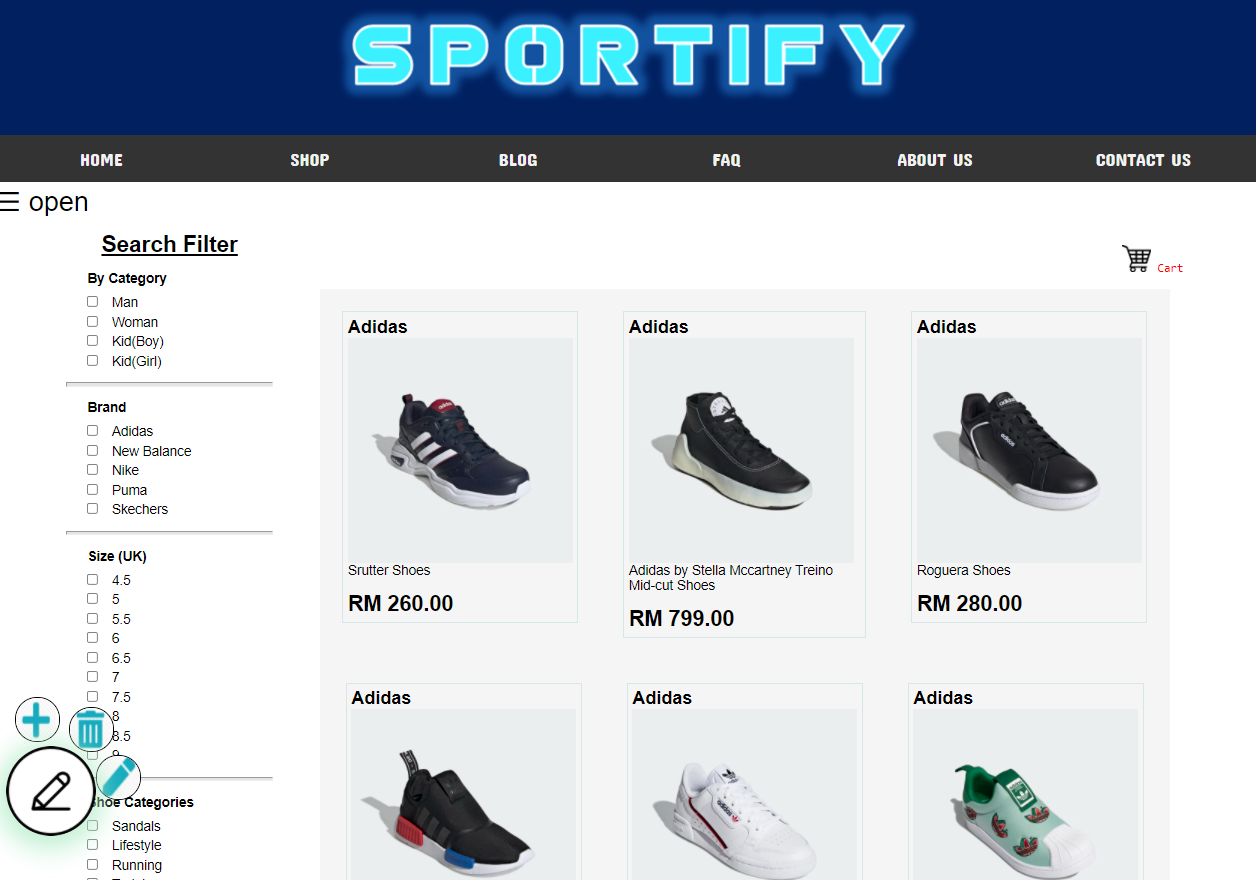 SPORTIFY
HOME
SHOP
BLOG
FAQ
ABOUT US
CONTACT US
☰ open
Search Filter
By Category
Man
Woman
Kid(Boy)
Kid(Girl)
Brand
Adidas
New Balance
Nike
Puma
Skechers
Size (UK)
4.5
5
5.5
6
6.5
7
7.5
8
8.5
9
Shoe Categories
Sandals
Lifestyle
Running
Cart
Adidas
Srutter Shoes
RM 260.00
Adidas
Adidas by Stella Mccartney Treino
Mid-cut Shoes
RM 799.00
Adidas
adidas
Roguera Shoes
RM 280.00
Adidas
Adidas
adidas
Adidas